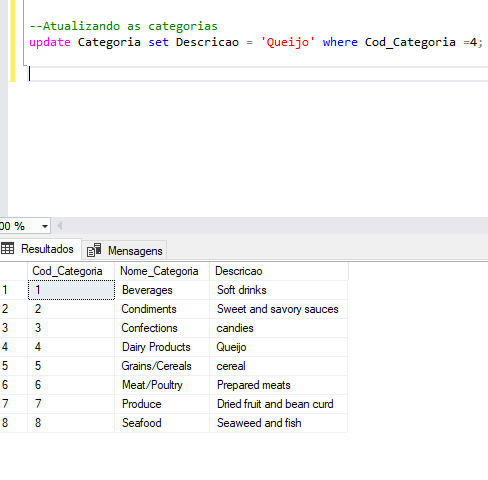 --Atualizando as categorias
update Categoria set Descricao = 'Queijo' where Cod_Categoria =4;
00 %
Resultados Mensagens
Cod_Categoria Nome_Categoria Descricao
1 1 Beverages Soft drinks
2 2 Condiments Sweet and savory sauces
3 3 Confections candies
4 4 Dairy Products Queijo
5 5 Grains/Cereals cereal
6 6 Meat/Poultry Prepared meats
7 7 Produce Dried fruit and bean curd
8 8 Seafood Seaweed and fish